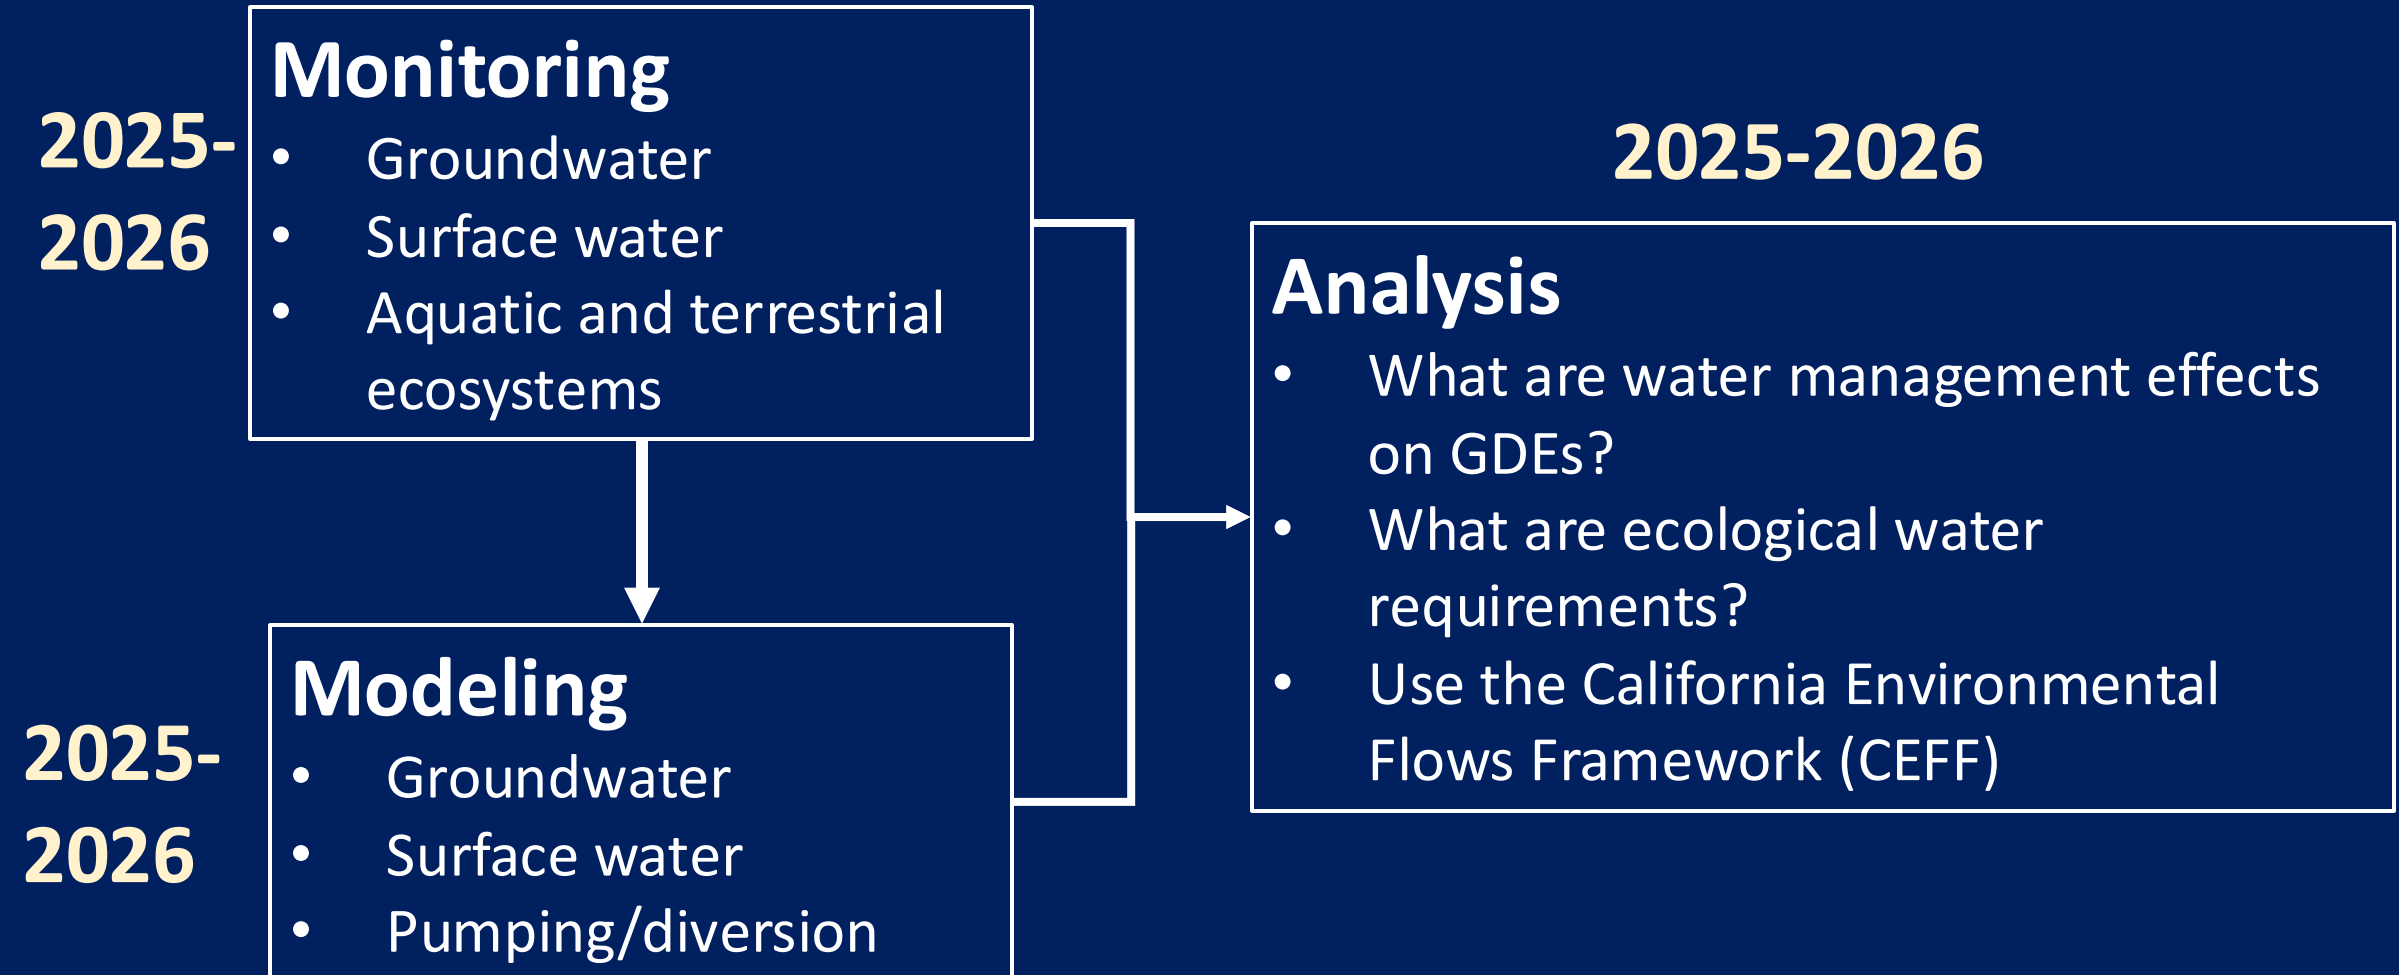 2025-
2026
Monitoring
• Groundwater
• Surface water
• Aquatic and terrestrial
ecosystems
2025-
2026
Modeling
• Groundwater
• Surface water
• Pumping/diversion
2025-2026
Analysis
• What are water management effects
on GDEs?
• What are ecological water
requirements?
• Use the California Environmental
Flows Framework (CEFF)